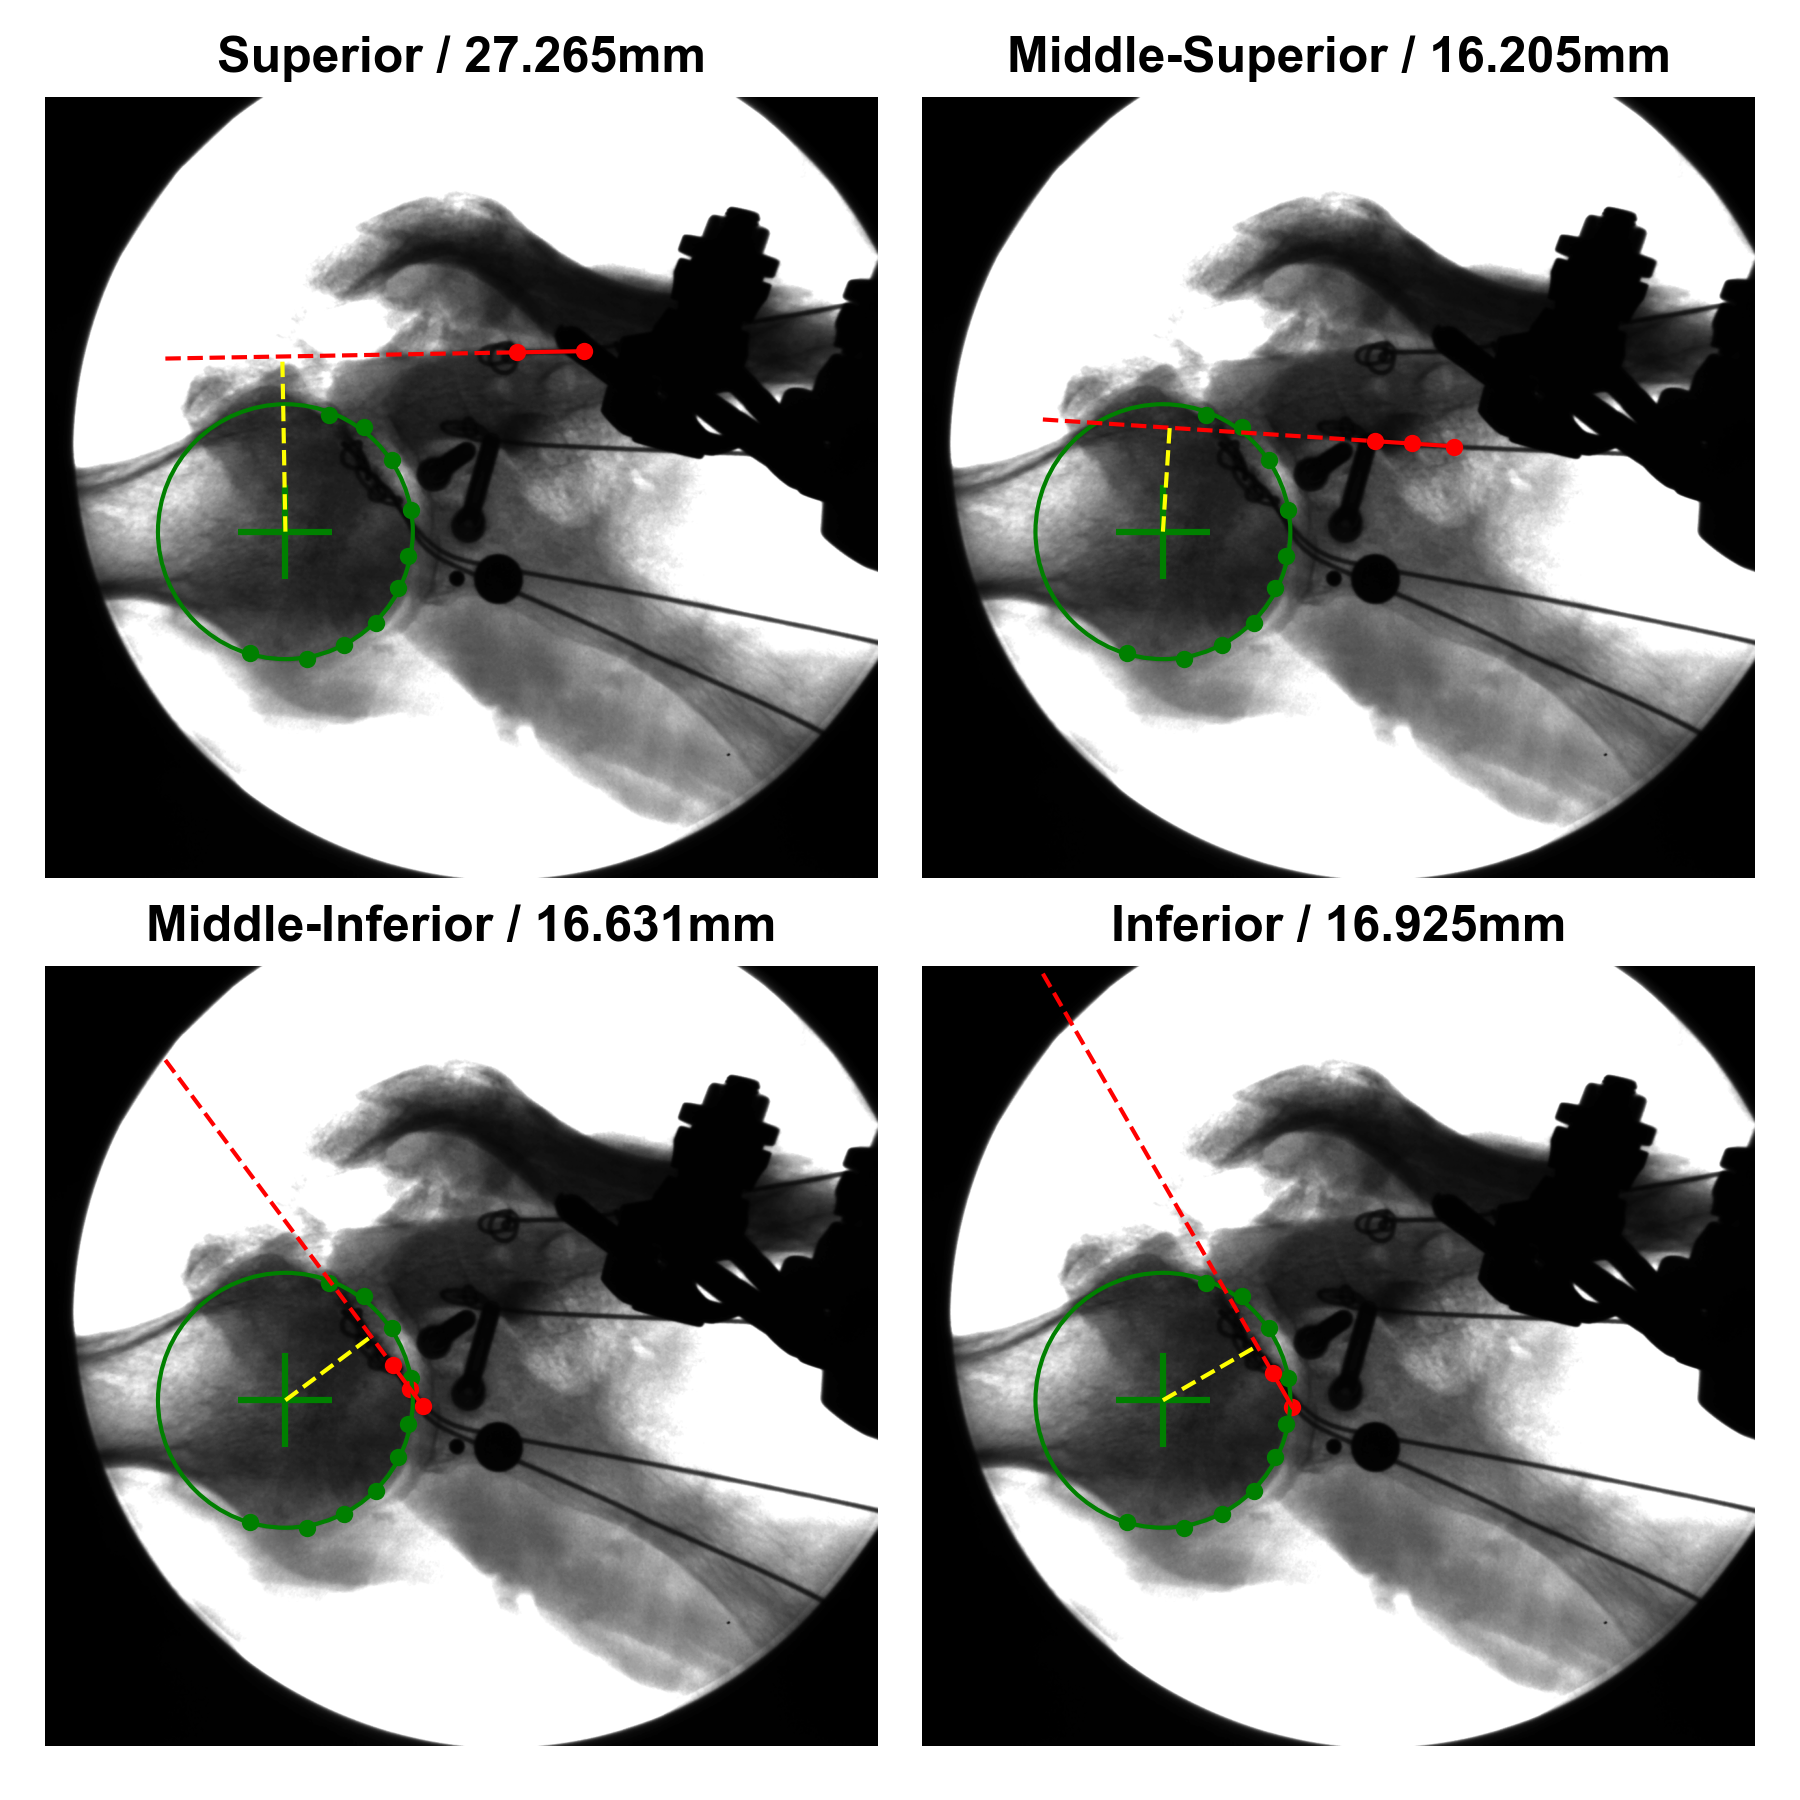 Superior / 27.265mm
Middle-Superior / 16.205mm
Middle-Inferior / 16.631mm
Inferior / 16.925mm